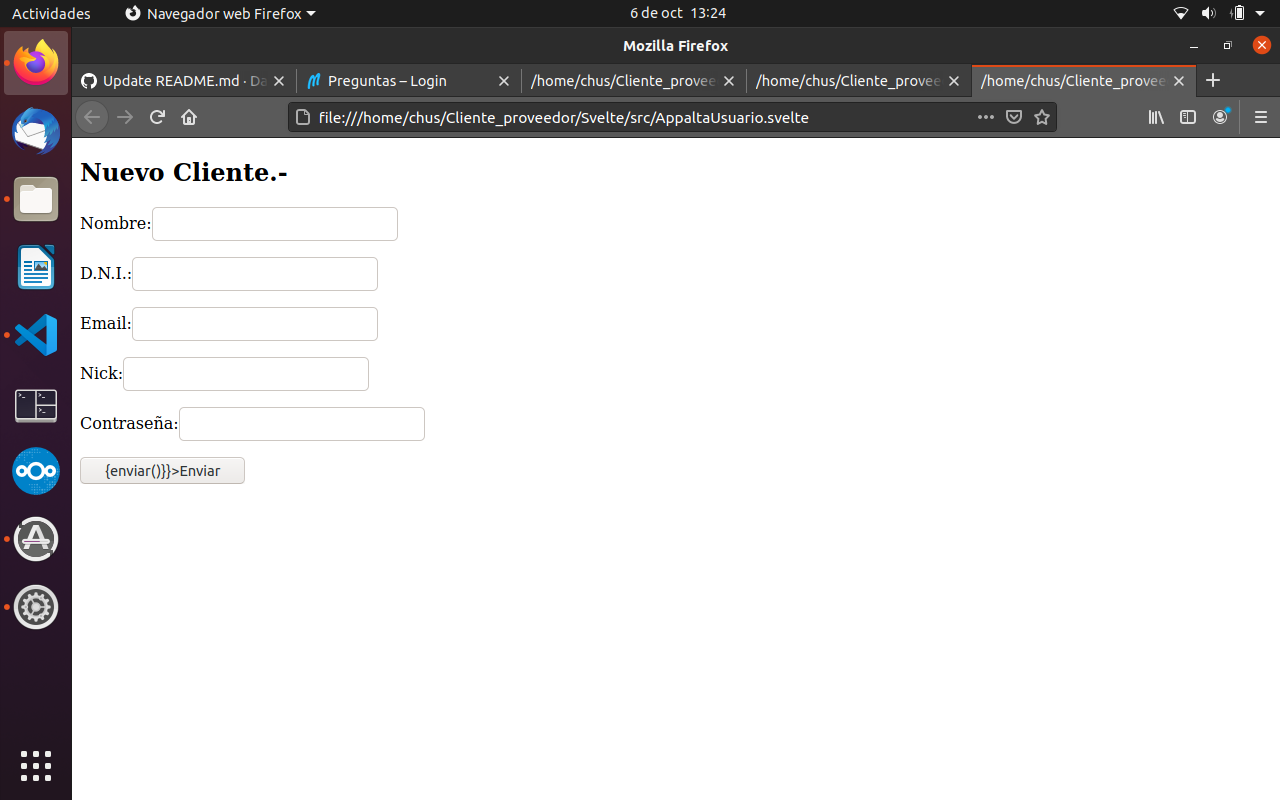 Actividades
Navegador web Firefox
6 de oct 13:24
Mozilla Firefox
Update README.md · Da
Preguntas – Login
/home/chus/Cliente_provee
/home/chus/Cliente_provee
/home/chus/Cliente_provee
file:///home/chus/Cliente_proveedor/Svelte/src/AppaltaUsuario.svelte
Nuevo Cliente.-
Nombre:
D.N.I.:
Email:
Nick:
Contraseña:
{enviar()}}>Enviar